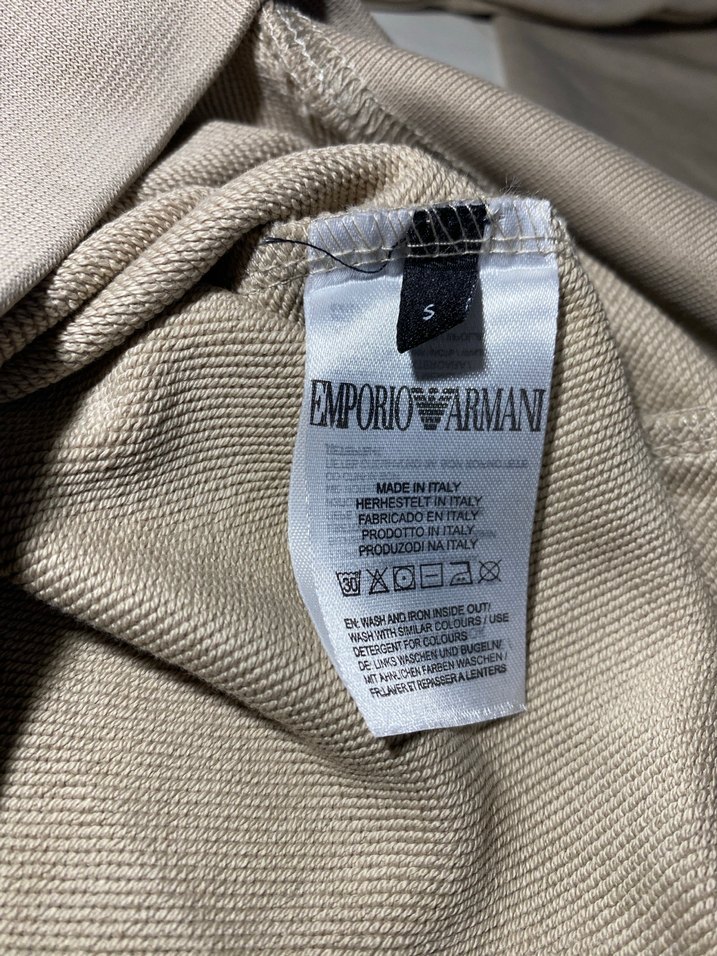 S
EMPORIO ARMANI
MADE IN ITALY
HERHESTELT IN ITALY
FABRICADO EN ITALY
PRODOTTO IN ITALY
PRODUZODI NA ITALY
30
EN: WASH AND IRON INSIDE OUT/
WASH WITH SIMILAR COLOURS / USE
DETERGENT FOR COLOURS
DE: LINKS WASCHEN UND BUGELN/
MIT AHNLICHEN FARBEN WASCHEN /
FR:LAWER ET REPASSER A LENTERS